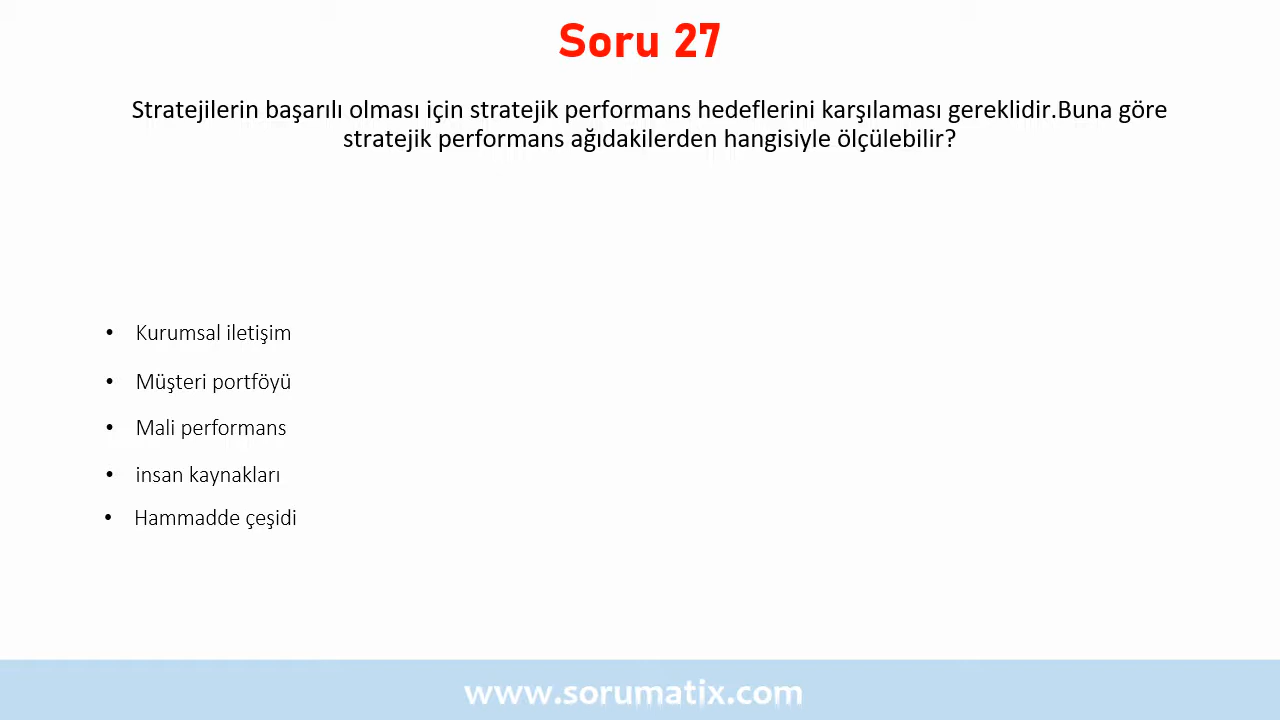 Soru 27
Stratejilerin başarılı olması için stratejik performans hedeflerini karşılaması gereklidir.Buna göre
stratejik performans ağıdakilerden hangisiyle ölçülebilir?
• Kurumsal iletişim
• Müşteri portföyü
• Mali performans
• insan kaynakları
• Hammadde çeşidi
www.sorumatix.com